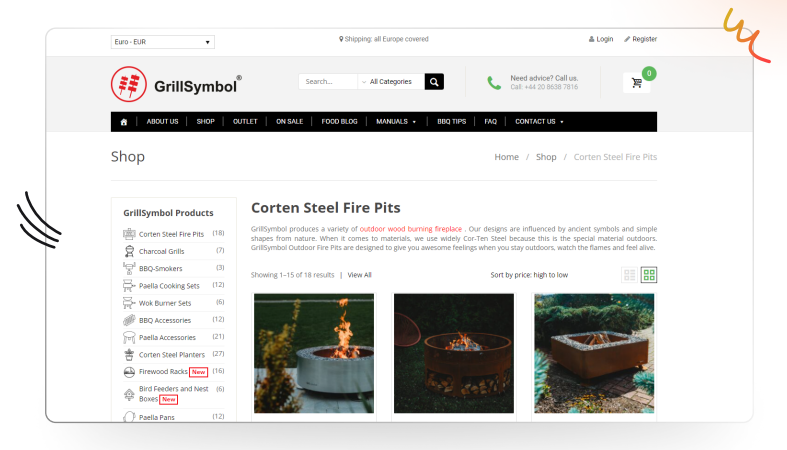 Euro - EUR
Shipping: all Europe covered
Login
Register
GrillSymbol®
Search...
All Categories
Need advice? Call us.
Call: +44 20 8638 7816
0
ABOUT US
SHOP
OUTLET
ON SALE
FOOD BLOG
MANUALS
BBQ TIPS
FAQ
CONTACT US
Shop
Home / Shop / Corten Steel Fire Pits
GrillSymbol Products
Corten Steel Fire Pits (18)
Charcoal Grills (7)
BBQ-Smokers (3)
Paella Cooking Sets (12)
Wok Burner Sets (6)
BBQ Accessories (12)
Paella Accessories (21)
Corten Steel Planters (27)
Firewood Racks New (16)
Bird Feeders and Nest (6)
Boxes New
Paella Pans (12)
Corten Steel Fire Pits
GrillSymbol produces a variety of outdoor wood burning fireplace . Our designs are influenced by ancient symbols and simple
shapes from nature. When it comes to materials, we use widely Cor-Ten Steel because this is the special material outdoors.
GrillSymbol Outdoor Fire Pits are designed to give you awesome feelings when you stay outdoors, watch the flames and feel alive.
Showing 1–15 of 18 results | View All
Sort by price: high to low